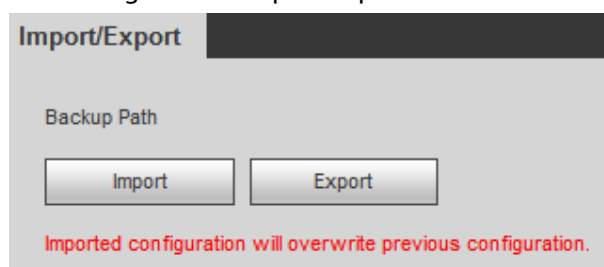 Import/Export
Backup Path
Import Export
Imported configuration will overwrite previous configuration.